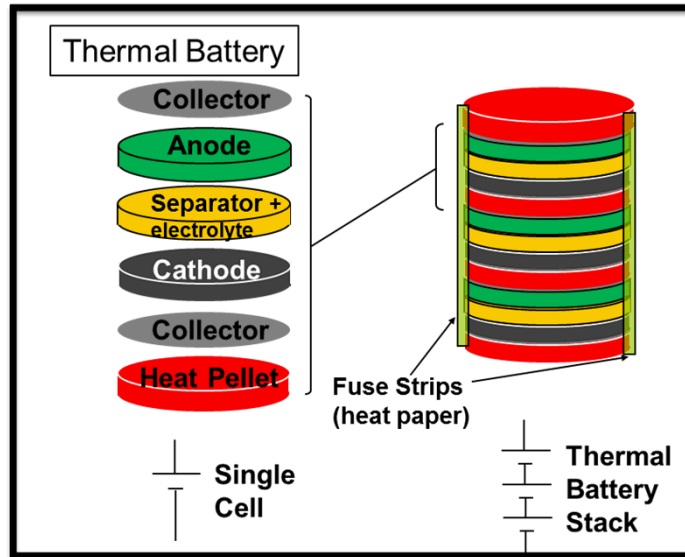 Thermal Battery
Collector
Anode
Separator +
electrolyte
Cathode
Collector
Heat Pellet
Fuse Strips
(heat paper)
Single
Cell
Thermal
Battery
Stack